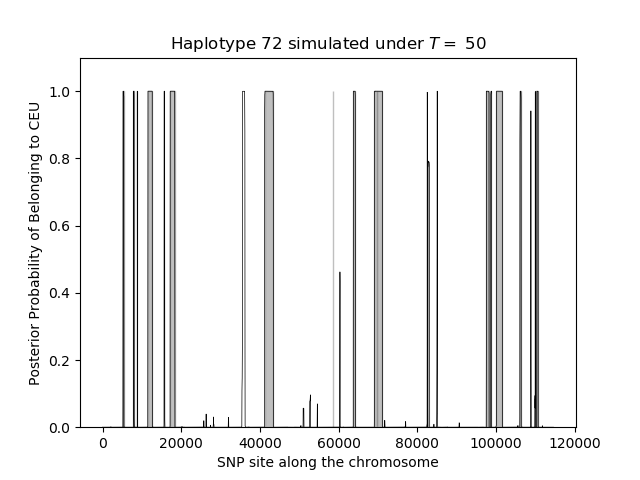 Haplotype 72 simulated under T = 50
Posterior Probability of Belonging to CEU
1.0
0.8
0.6
0.4
0.2
0.0
0 20000 40000 60000 80000 100000 120000
SNP site along the chromosome